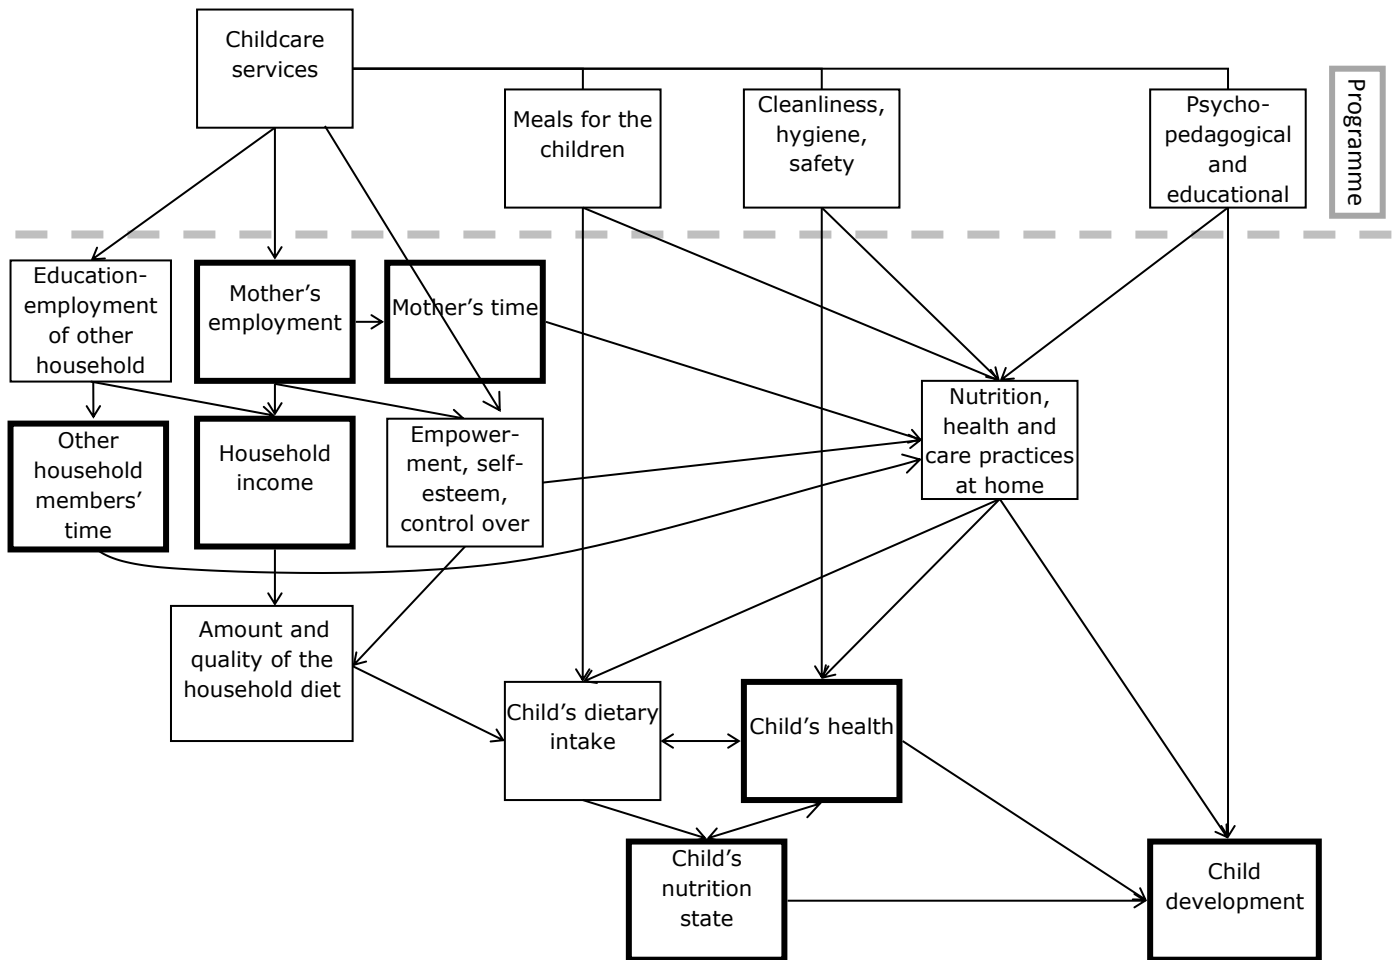 Childcare
services
Meals for the
children
Cleanliness,
hygiene,
safety
Psycho-
pedagogical
and
educational
Programme
Education-
employment
of other
household
Mother’s
employment
Mother’s time
Nutrition,
health and
care practices
at home
Other
household
members’
time
Household
income
Empower-
ment, self-
esteem,
control over
Amount and
quality of the
household diet
Child’s dietary
intake
Child’s health
Child’s
nutrition
state
Child
development